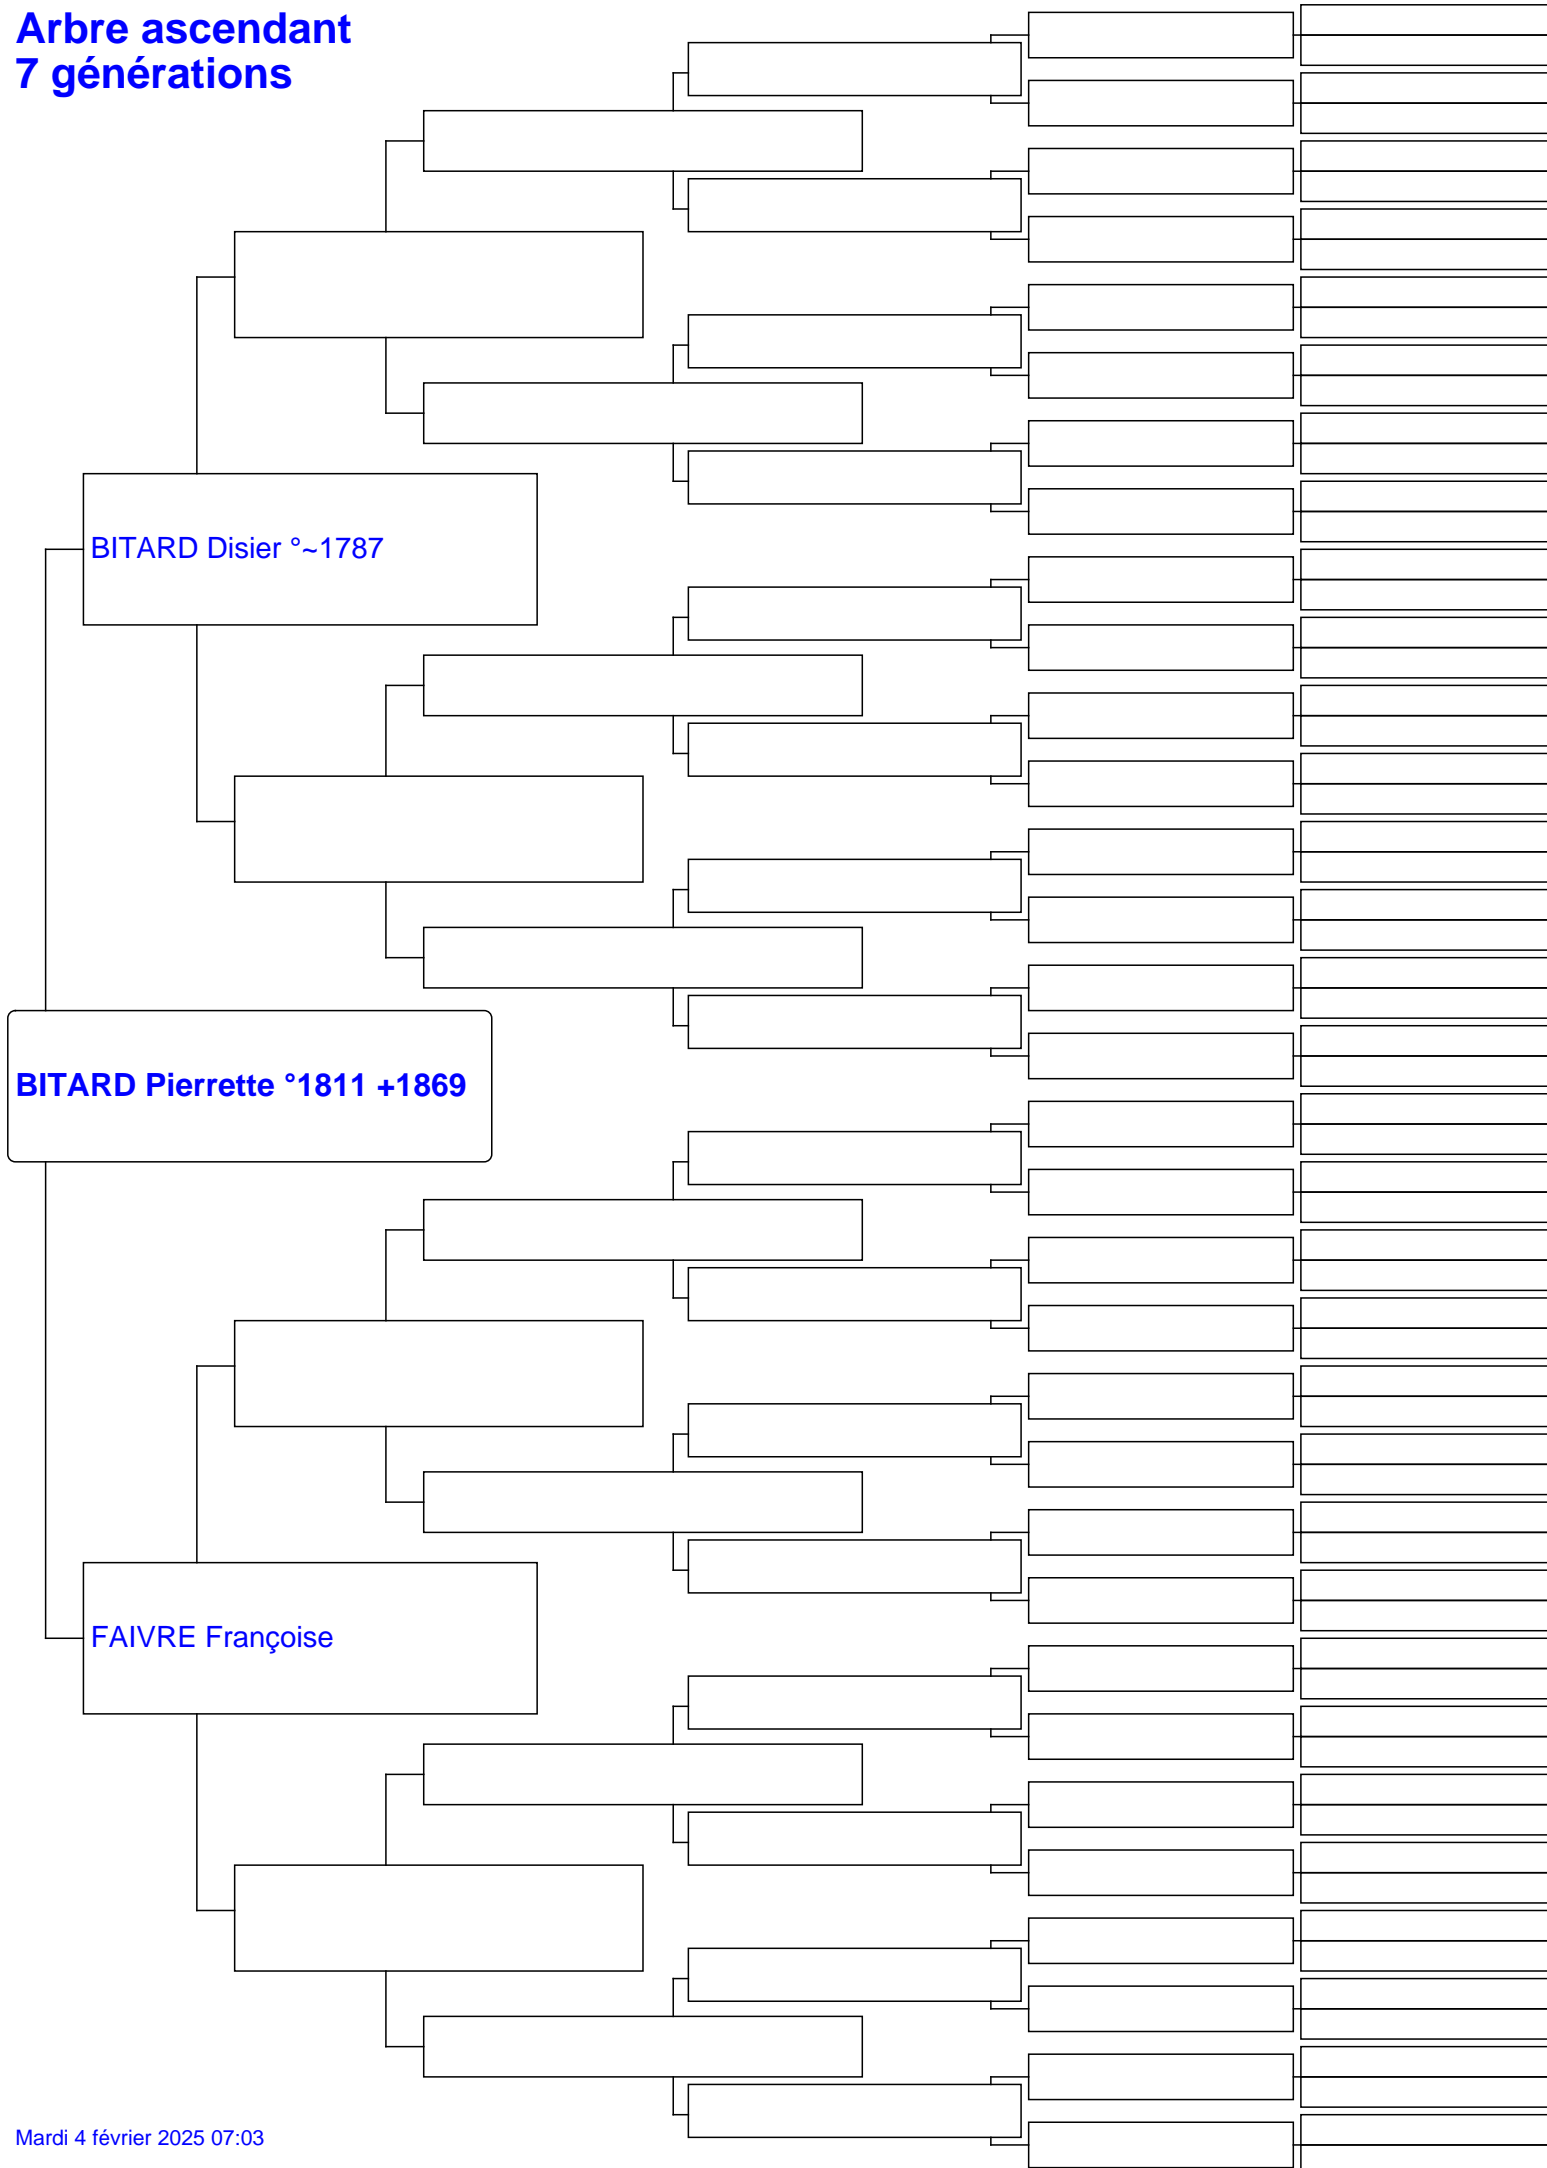 Arbre ascendant
7 générations
BITARD Disier °~1787
BITARD Pierrette °1811 +1869
FAIVRE Françoise
Mardi 4 février 2025 07:03